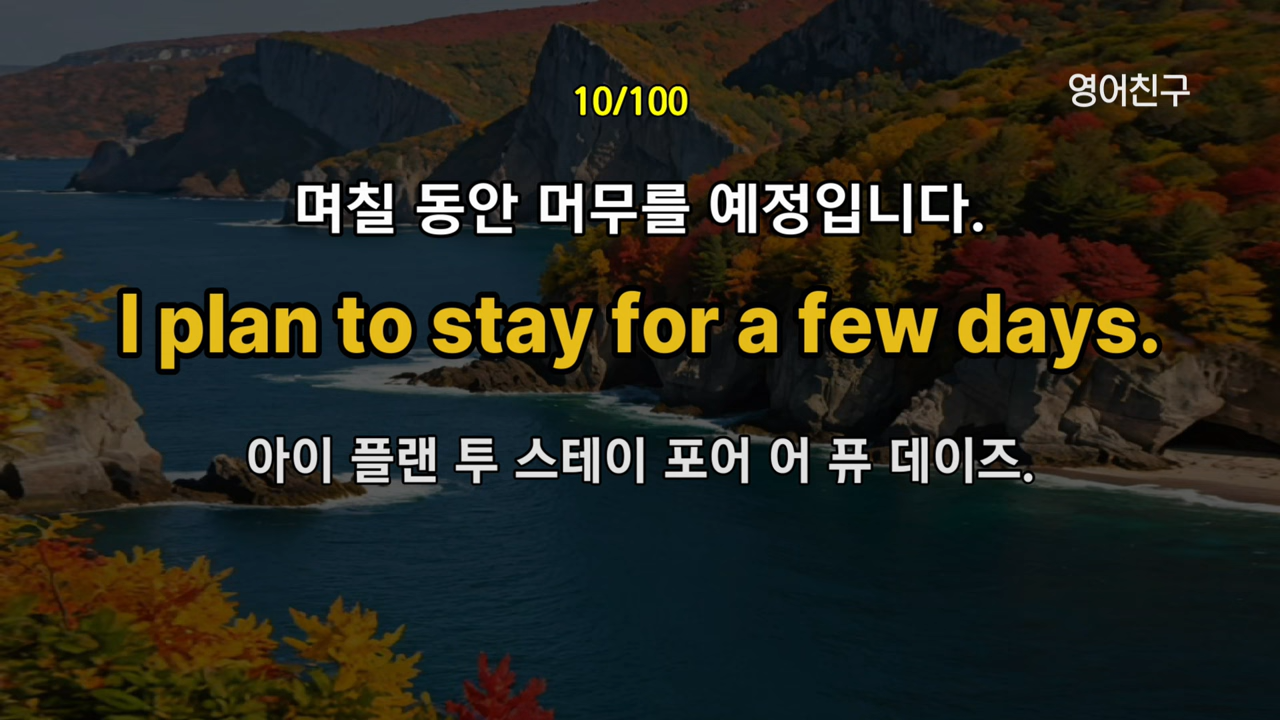 10/100
영어친구
며칠 동안 머무를 예정입니다.
I plan to stay for a few days.
아이 플랜 투 스테이 포어 어 퓨 데이즈.